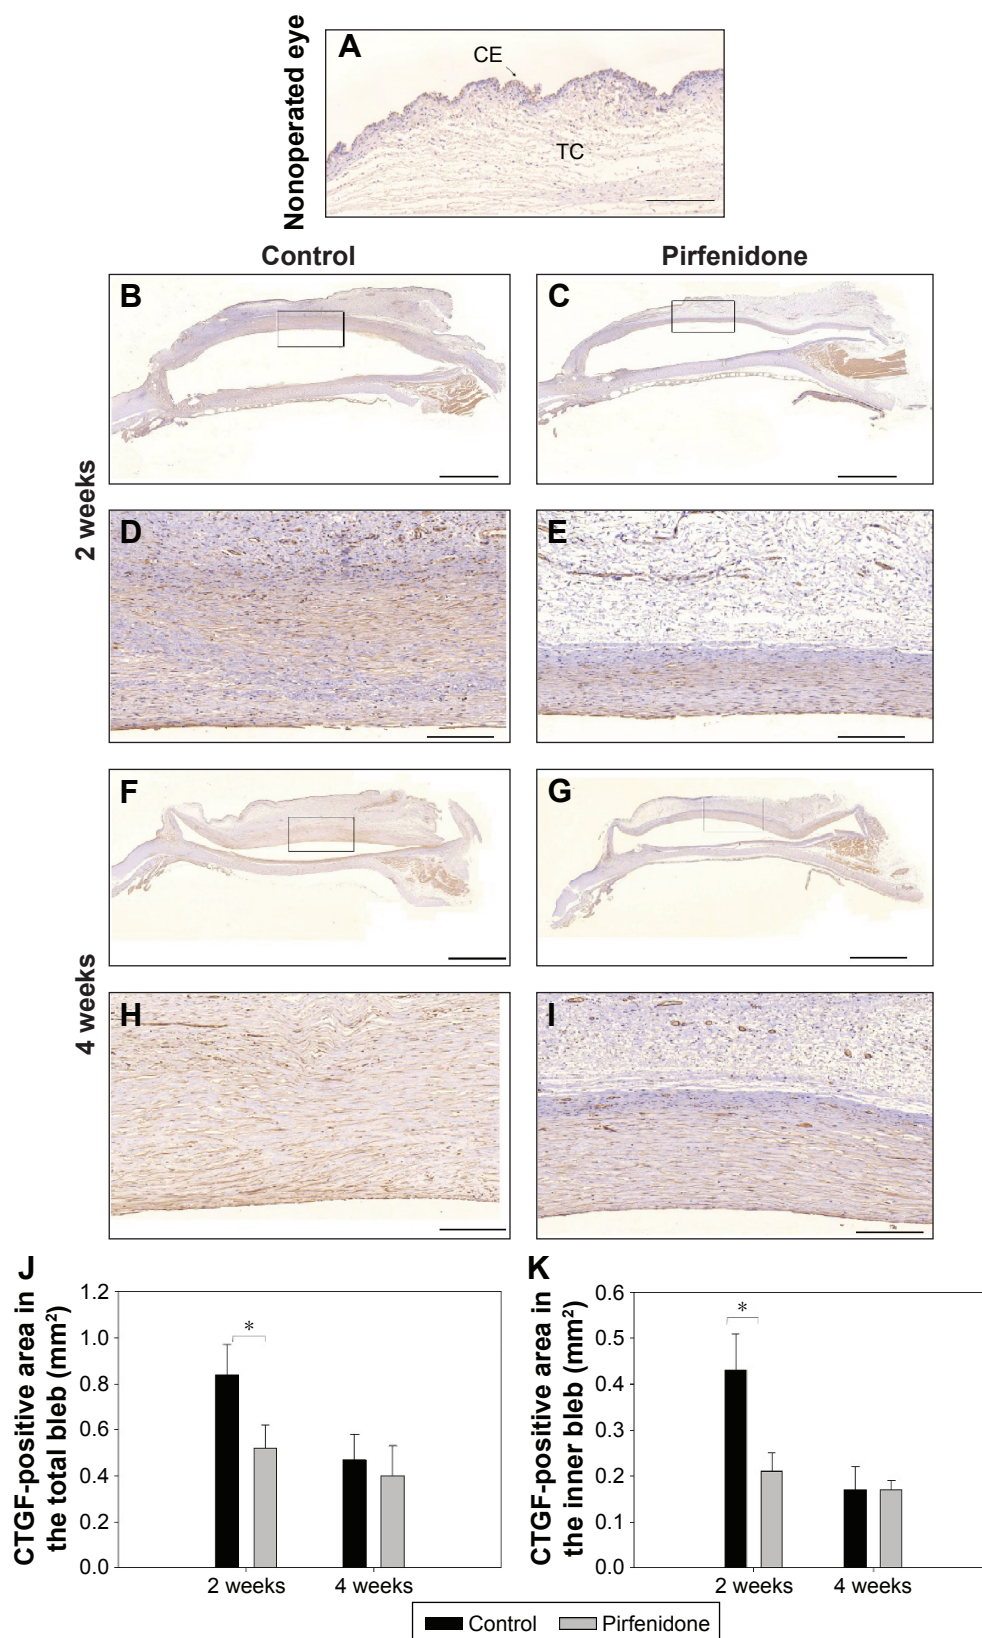 Nonoperated eye
A
CE
TC
Control
Pirfenidone
2 weeks
B
C
D
E
4 weeks
F
G
H
I
J
CTGF-positive area in
the total bleb (mm²)
1.2
1.0
0.8
0.6
0.4
0.2
0.0
*
2 weeks
4 weeks
K
CTGF-positive area in
the inner bleb (mm²)
0.6
0.5
0.4
0.3
0.2
0.1
0.0
*
2 weeks
4 weeks
Control
Pirfenidone